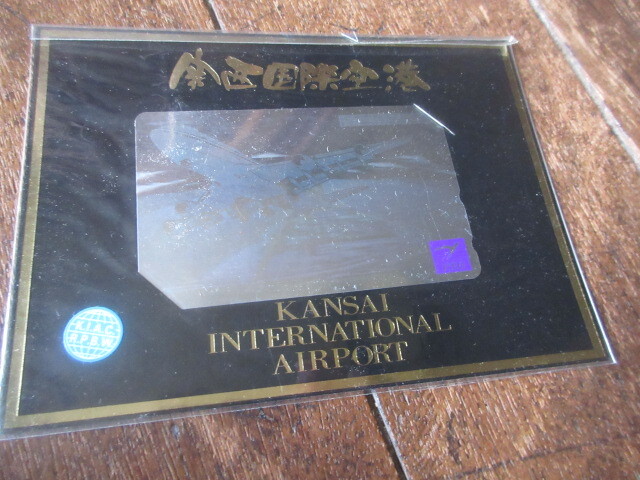 関西国際空港
KANSAI
INTERNATIONAL
AIRPORT